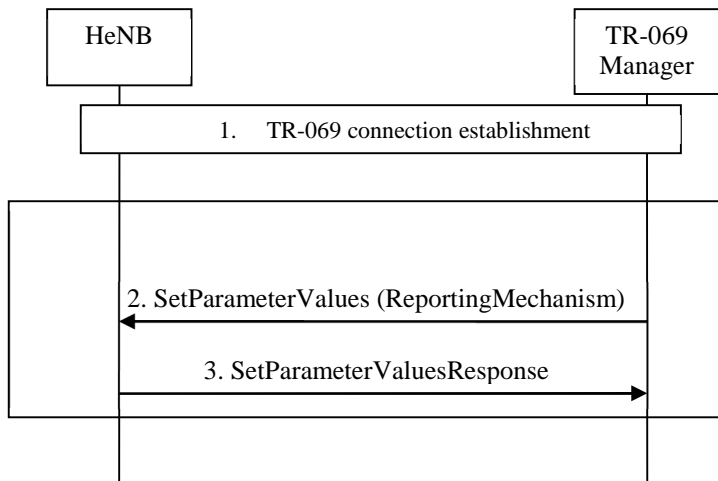 HeNB
TR-069
Manager
1. TR-069 connection establishment
2. SetParameterValues (ReportingMechanism)
3. SetParameterValuesResponse